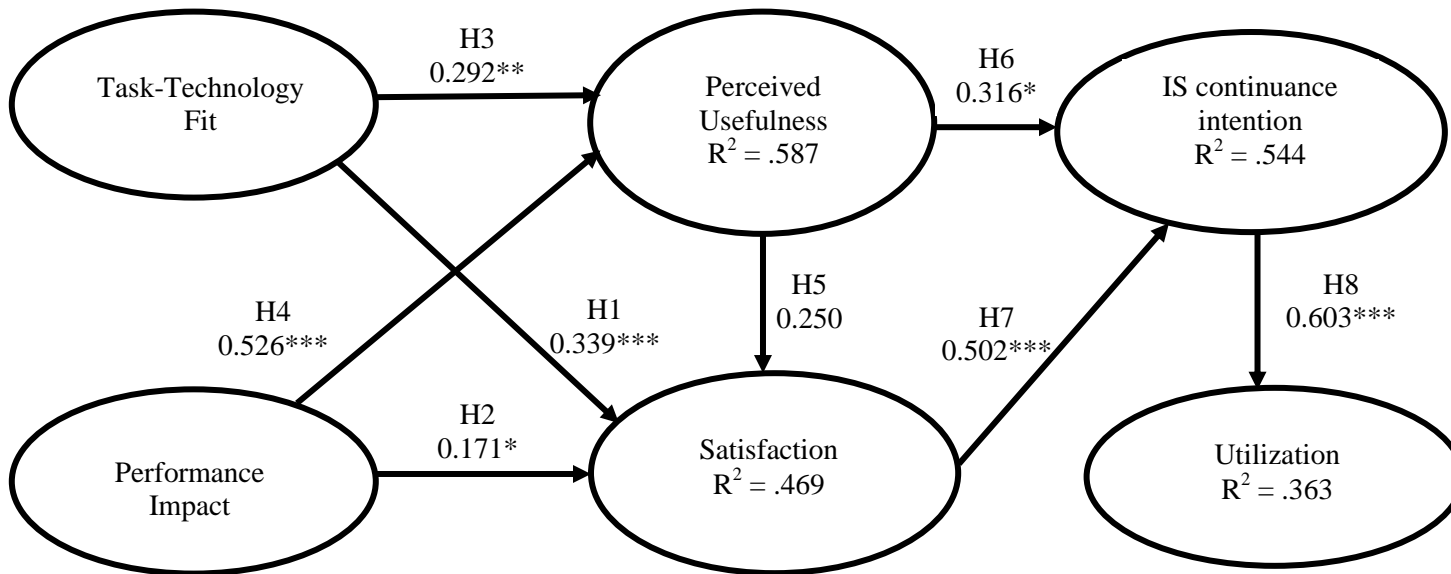 Task-Technology
Fit
H3
0.292**
Perceived
Usefulness
R² = .587
H6
0.316*
IS continuance
intention
R² = .544
H4
0.526***
H1
0.339***
H5
0.250
H7
0.502***
H8
0.603***
Performance
Impact
H2
0.171*
Satisfaction
R² = .469
Utilization
R² = .363